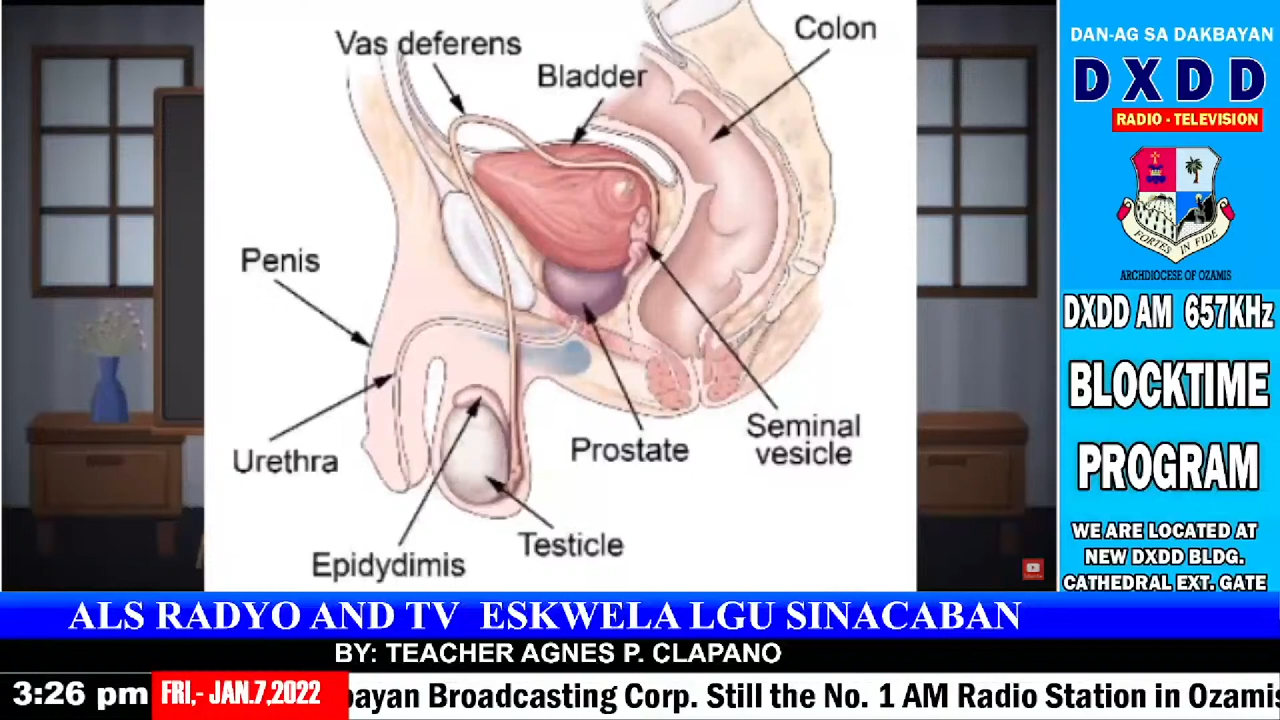 Vas deferens
Colon
Bladder
Penis
Urethra
Prostate
Seminal
vesicle
Epidydimis
Testicle
DAN-AG SA DAKBAYAN
DXDD
RADIO - TELEVISION
FORTES IN FIDE
ARCHDIOCESE OF OZAMIS
DXDD AM 657KHz
BLOCKTIME
PROGRAM
WE ARE LOCATED AT
NEW DXDD BLDG.
CATHEDRAL EXT. GATE
ALS RADYO AND TV ESKWELA LGU SINACABAN
BY: TEACHER AGNES P. CLAPANO
3:26 pm FRI,- JAN.7,2022 bayan Broadcasting Corp. Still the No. 1 AM Radio Station in Ozamis